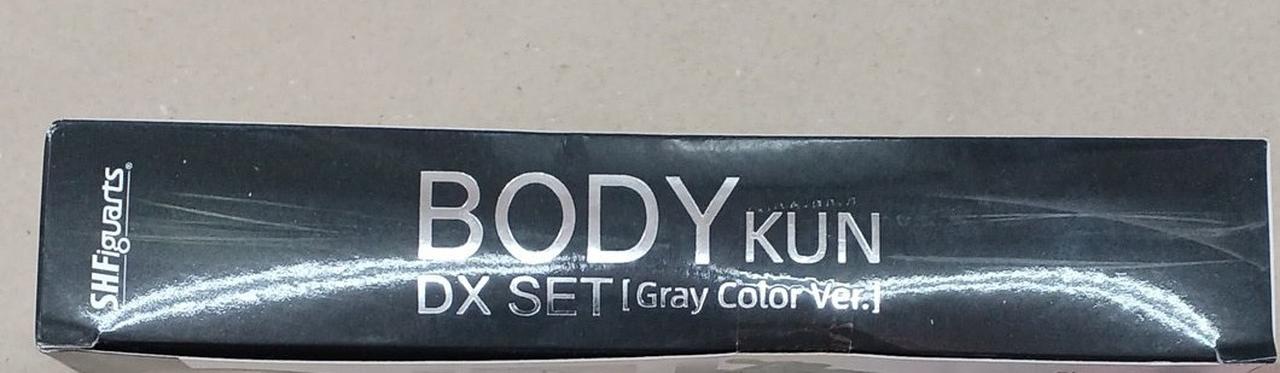 S.H.Figuarts®
BODY KUN
DX SET [Gray Color Ver.]